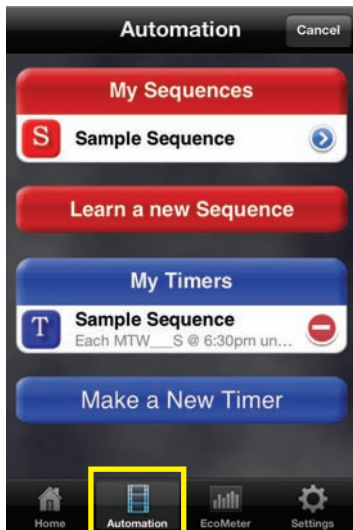 Automation
Cancel
My Sequences
S
Sample Sequence
Learn a new Sequence
My Timers
T
Sample Sequence
Each MTW___S @ 6:30pm un...
Make a New Timer
Home
Automation
EcoMeter
Settings